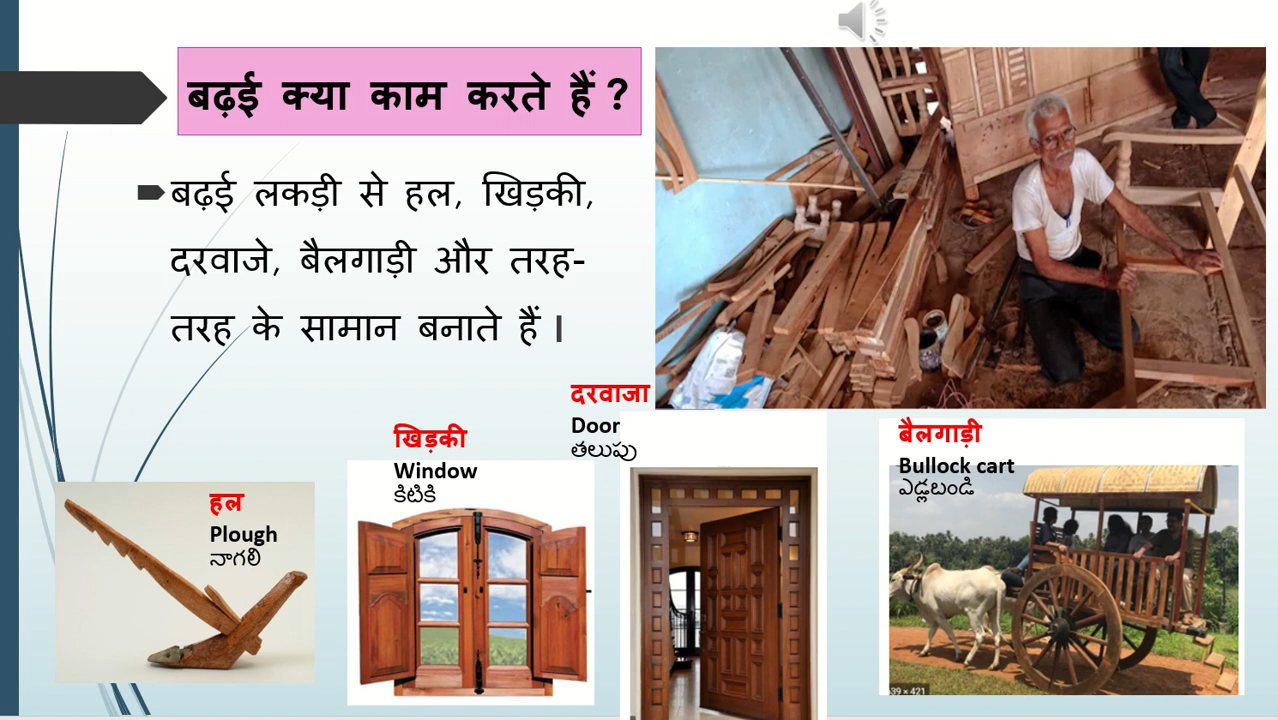 बढ़ई क्या काम करते हैं ?
बढ़ई लकड़ी से हल, खिड़की,
दरवाजे, बैलगाड़ी और तरह-
तरह के सामान बनाते हैं ।
दरवाजा
Door
తలుపు
खिड़की
Window
కిటికి
बैलगाड़ी
Bullock cart
ఎడ్లబండి
हल
Plough
నాగలి
539 × 421